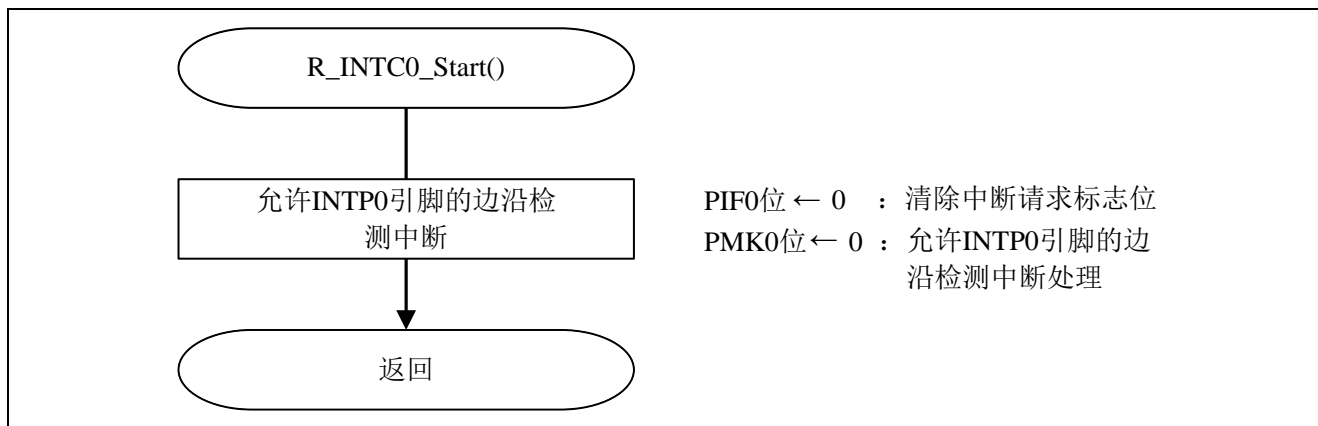 R_INTC0_Start()
允许INTP0引脚的边沿检
测中断
PIF0位 ← 0 ：清除中断请求标志位
PMK0位 ← 0 ：允许INTP0引脚的边
沿检测中断处理
返回